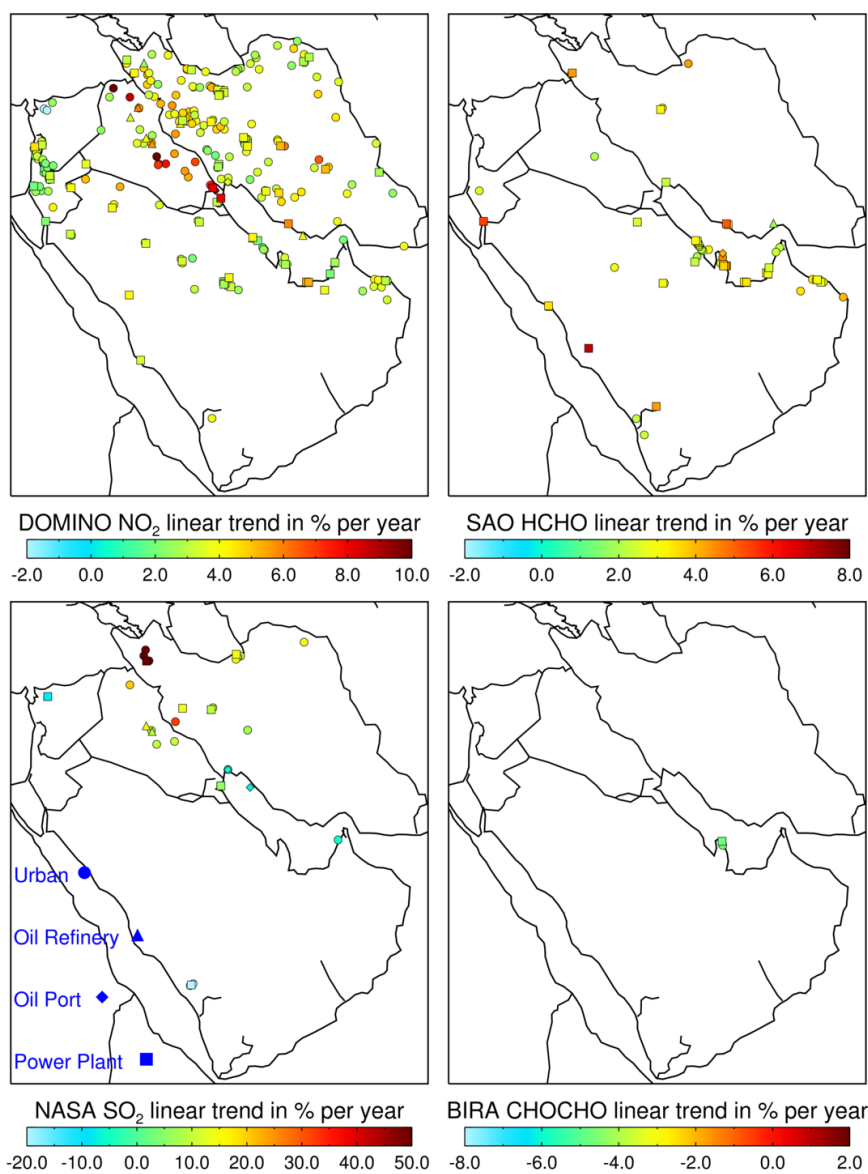 DOMINO NO₂ linear trend in % per year
-2.0 0.0 2.0 4.0 6.0 8.0 10.0
SAO HCHO linear trend in % per year
-2.0 0.0 2.0 4.0 6.0 8.0
Urban
Oil Refinery
Oil Port
Power Plant
NASA SO₂ linear trend in % per year
-20.0 -10.0 0.0 10.0 20.0 30.0 40.0 50.0
BIRA CHOCHO linear trend in % per year
-8.0 -6.0 -4.0 -2.0 0.0 2.0